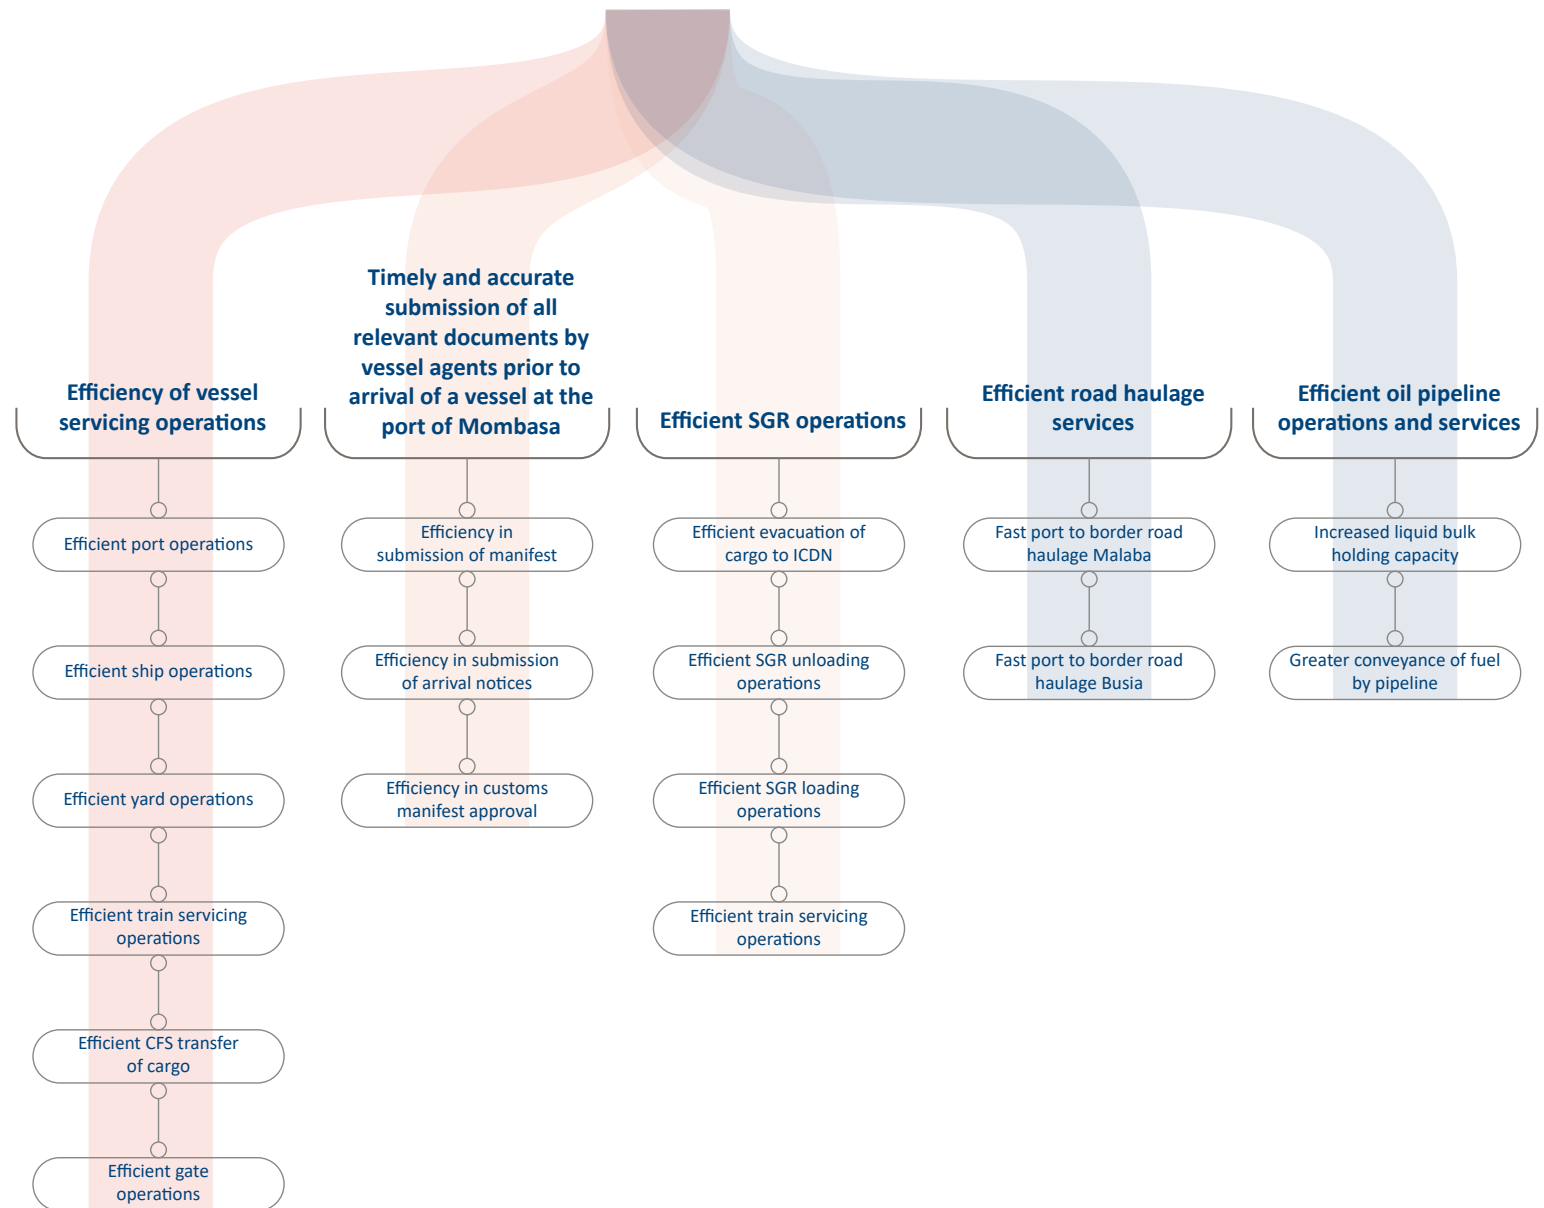 Efficiency of vessel
servicing operations
Efficient port operations
Efficient ship operations
Efficient yard operations
Efficient train servicing
operations
Efficient CFS transfer
of cargo
Efficient gate
operations
Timely and accurate
submission of all
relevant documents by
vessel agents prior to
arrival of a vessel at the
port of Mombasa
Efficiency in
submission of manifest
Efficiency in submission
of arrival notices
Efficiency in customs
manifest approval
Efficient SGR operations
Efficient evacuation of
cargo to ICDN
Efficient SGR unloading
operations
Efficient SGR loading
operations
Efficient train servicing
operations
Efficient road haulage
services
Fast port to border road
haulage Malaba
Fast port to border road
haulage Busia
Efficient oil pipeline
operations and services
Increased liquid bulk
holding capacity
Greater conveyance of fuel
by pipeline